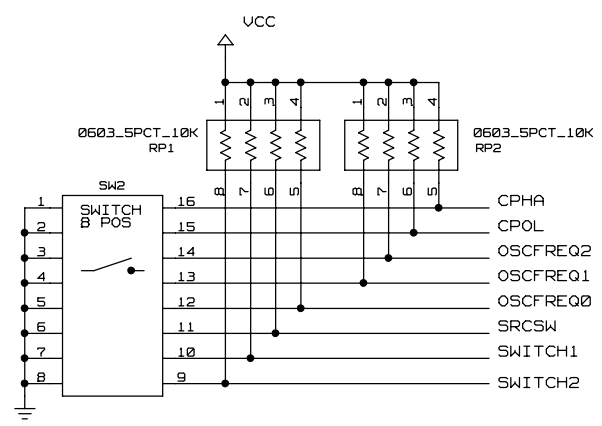 VCC
1 2 3 4 1 2 3 4
0603_5PCT_10K
RP1
0603_5PCT_10K
RP2
8 7 6 5 8 7 6 5
SW2
SWITCH
8 POS
1 16 CPHA
2 15 CPOL
3 14 OSCFREQ2
4 13 OSCFREQ1
5 12 OSCFREQ0
6 11 SRCSW
7 10 SWITCH1
8 9 SWITCH2